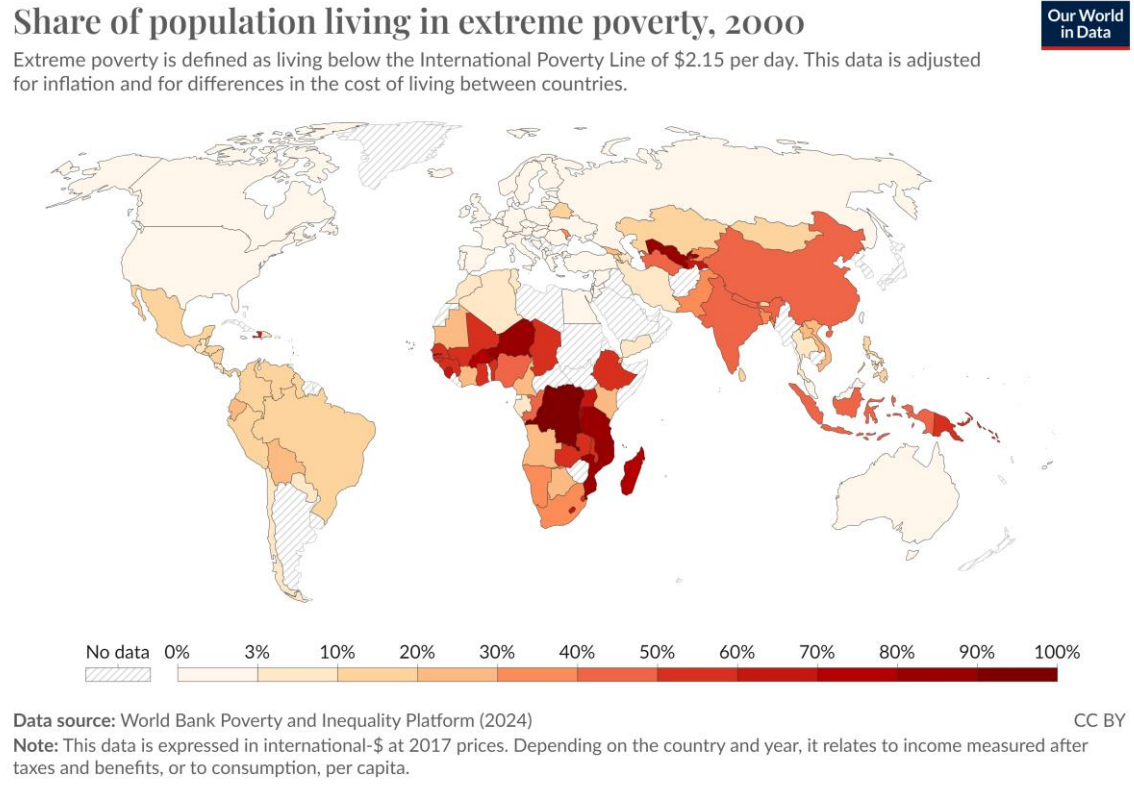 Share of population living in extreme poverty, 2000
Our World
in Data
Extreme poverty is defined as living below the International Poverty Line of $2.15 per day. This data is adjusted
for inflation and for differences in the cost of living between countries.
No data 0% 3% 10% 20% 30% 40% 50% 60% 70% 80% 90% 100%
Data source: World Bank Poverty and Inequality Platform (2024) CC BY
Note: This data is expressed in international-$ at 2017 prices. Depending on the country and year, it relates to income measured after
taxes and benefits, or to consumption, per capita.